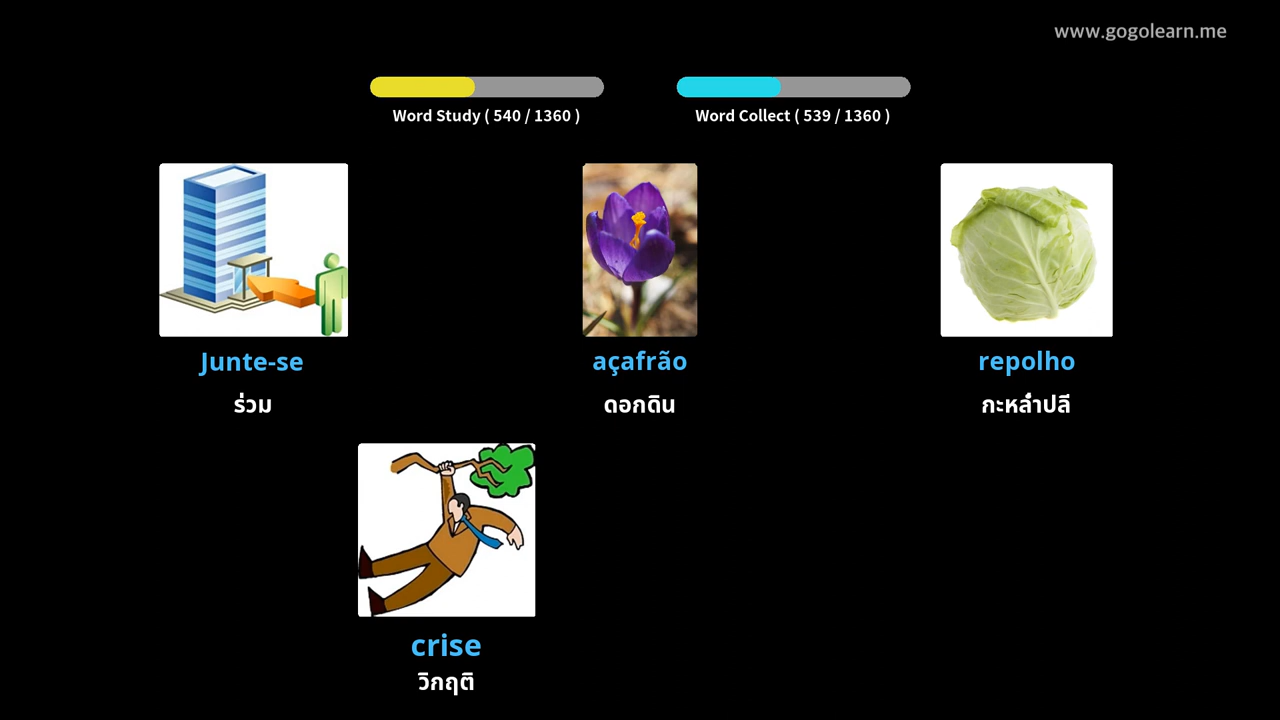 www.gogolearn.me
Word Study ( 540 / 1360 )
Word Collect ( 539 / 1360 )
Junte-se
ร่วม
açafrão
ดอกดิน
repolho
กะหล่ำปลี
crise
วิกฤติ